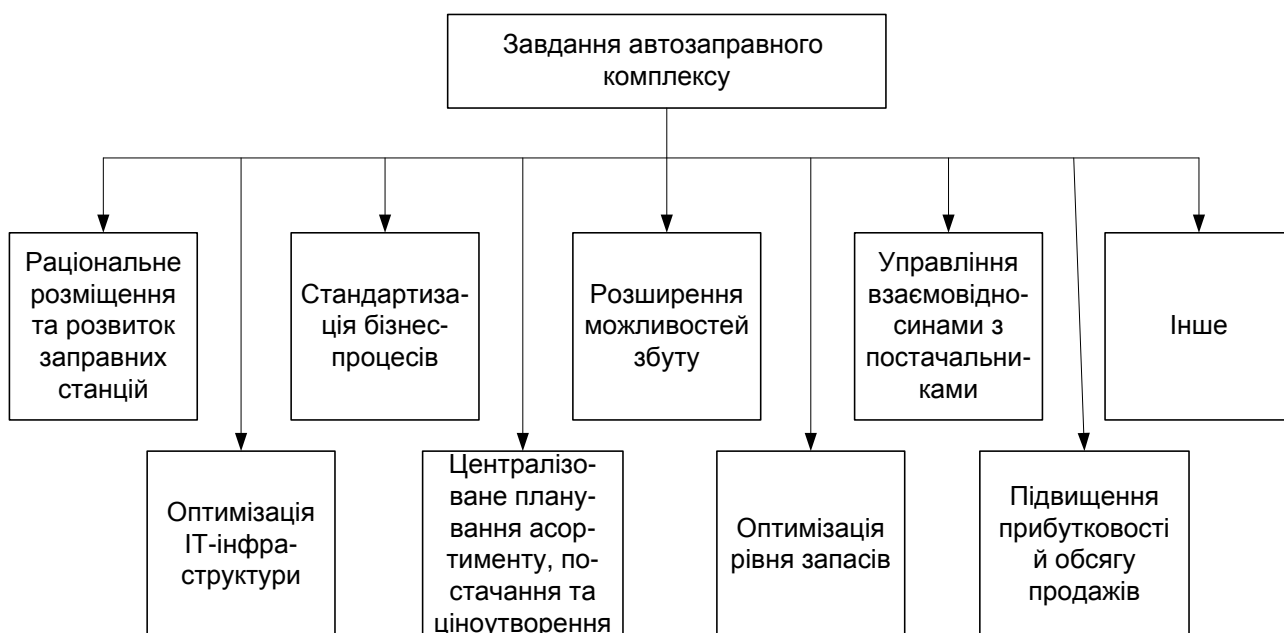 Завдання автозаправного
комплексу
Раціональне
розміщення
та розвиток
заправних
станцій
Стандартиза-
ція бізнес-
процесів
Розширення
можливостей
збуту
Управління
взаємовідно-
синами з
постачальни-
ками
Інше
Оптимізація
ІТ-інфра-
структури
Централізо-
ване плану-
вання асор-
тименту, по-
стачання та
ціноутворення
Оптимізація
рівня запасів
Підвищення
прибутковості
й обсягу
продажів